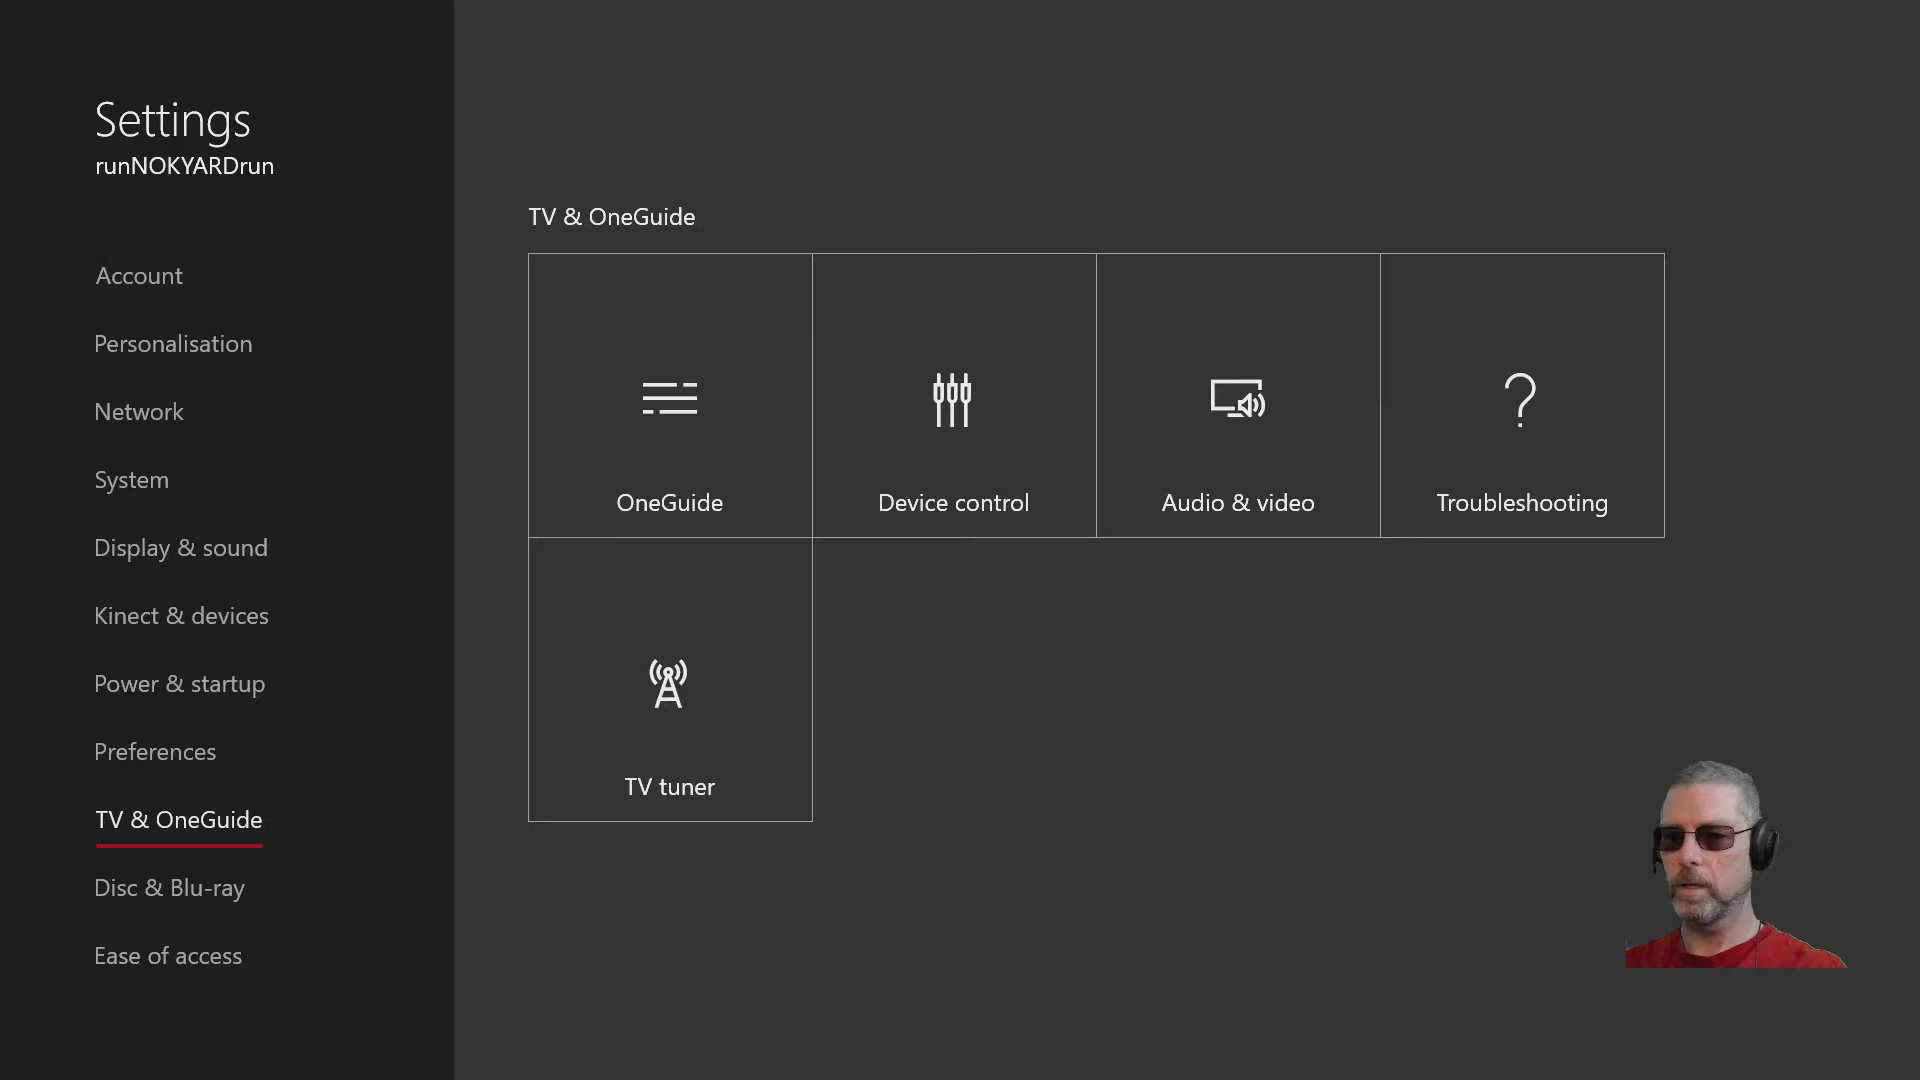 Settings
runNOKYARDrun
Account
Personalisation
Network
System
Display & sound
Kinect & devices
Power & startup
Preferences
TV & OneGuide
Disc & Blu-ray
Ease of access
TV & OneGuide
OneGuide
Device control
Audio & video
Troubleshooting
TV tuner